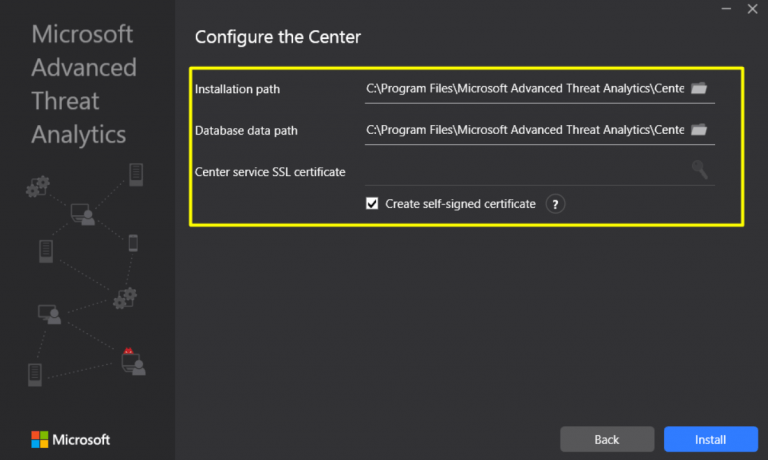 Microsoft
Advanced
Threat
Analytics
Configure the Center
Installation path
C:\Program Files\Microsoft Advanced Threat Analytics\Cente
Database data path
C:\Program Files\Microsoft Advanced Threat Analytics\Cente
Center service SSL certificate
Create self-signed certificate ?
Microsoft
Back
Install